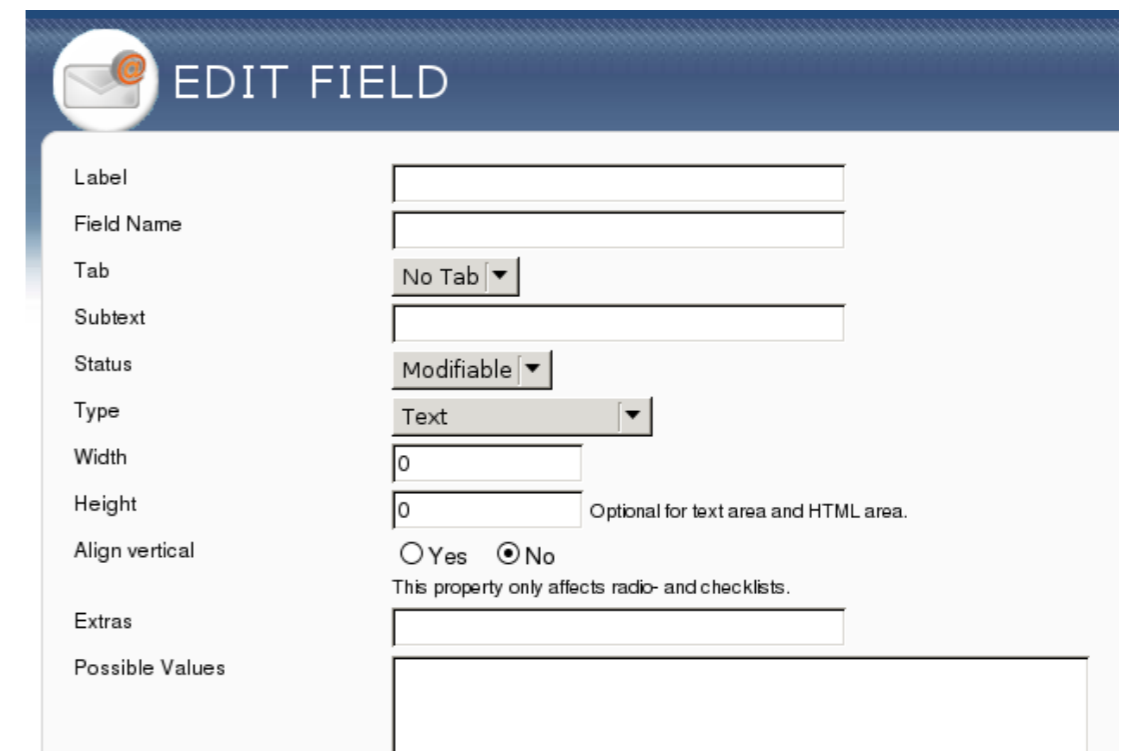 @ EDIT FIELD
Label
Field Name
Tab No Tab
Subtext
Status Modifiable
Type Text
Width 0
Height 0 Optional for text area and HTML area.
Align vertical Yes No
This property only affects radio- and checklists.
Extras
Possible Values